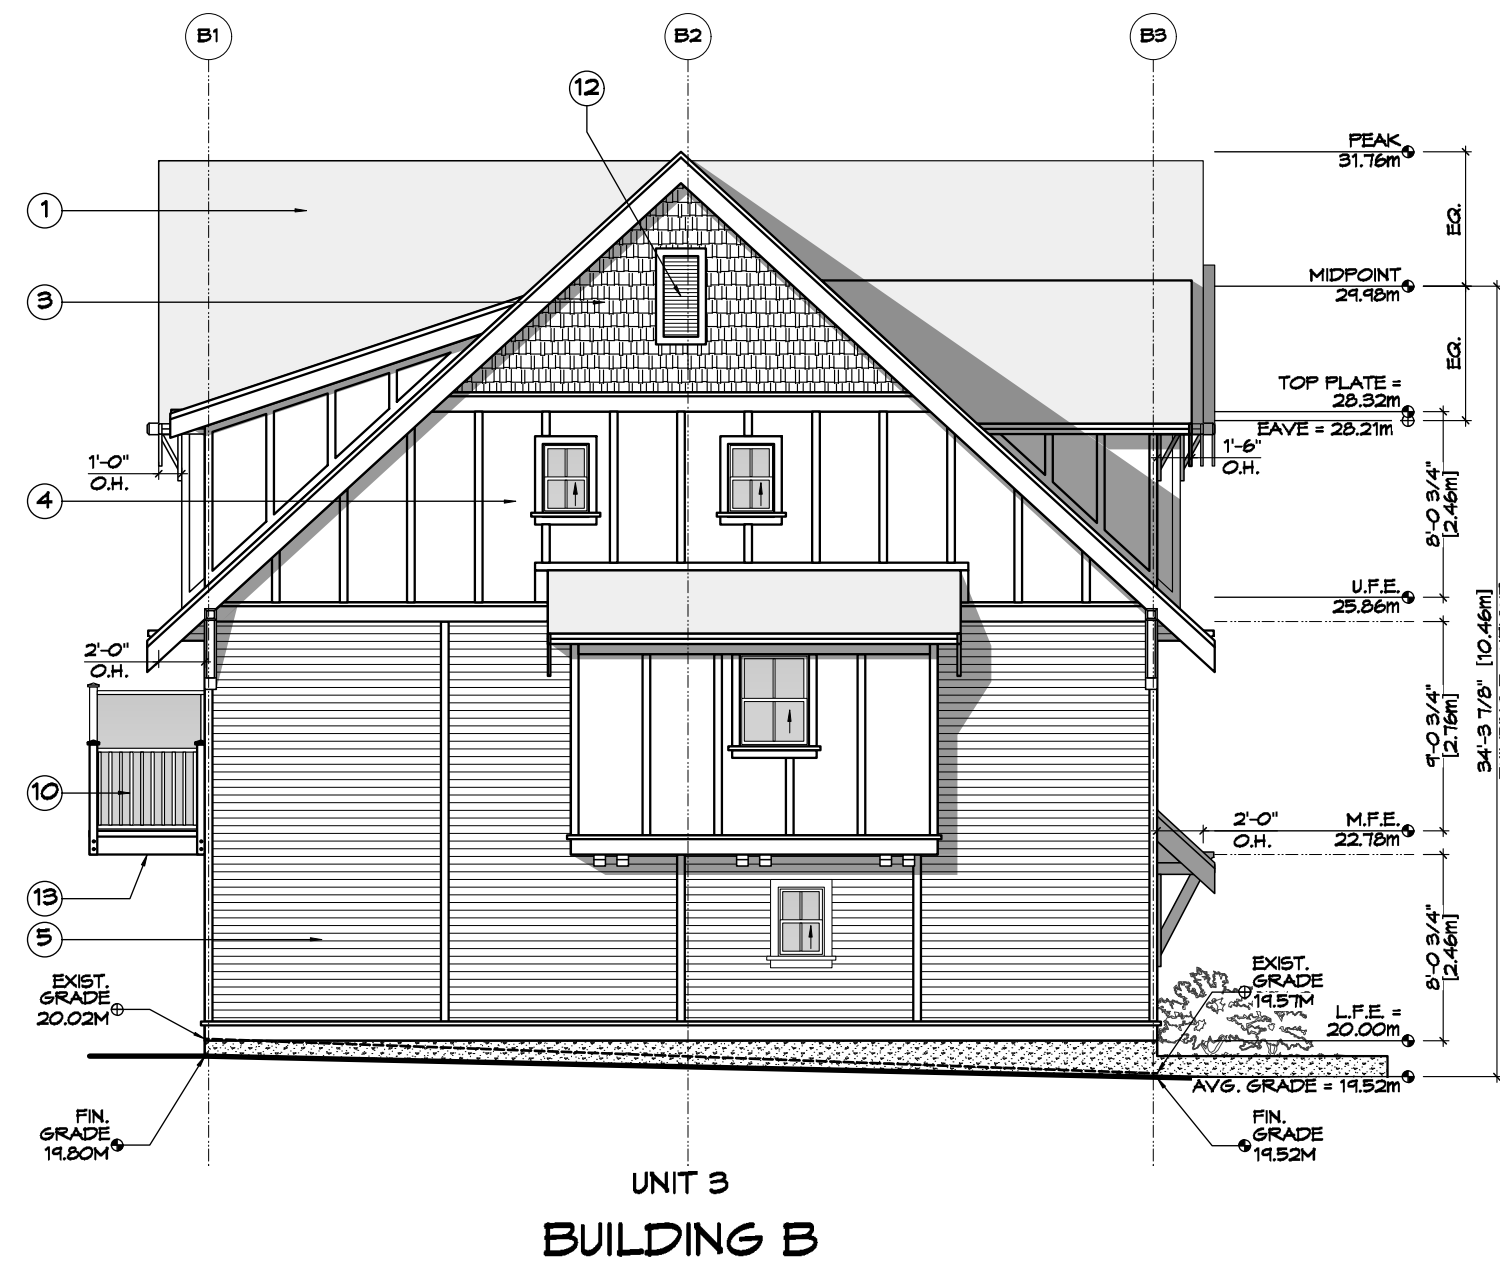 B1
B2
B3
12
PEAK
31.76m
1
EQ.
MIDPOINT
29.98m
3
EQ.
TOP PLATE =
28.32m
EAVE = 28.21m
1'-0"
O.H.
1'-6"
O.H.
4
8'-0 3/4"
[2.46m]
U.F.E.
25.86m
2'-0"
O.H.
9'-0 3/4"
[2.76m]
34'-3 7/8" [10.46m]
10
2'-0"
O.H.
M.F.E.
22.78m
13
5
8'-0 3/4"
[2.46m]
EXIST.
GRADE
20.02M
EXIST.
GRADE
19.57M
L.F.E. =
20.00m
AVG. GRADE = 19.52m
FIN.
GRADE
19.80M
FIN.
GRADE
19.52M
UNIT 3
BUILDING B